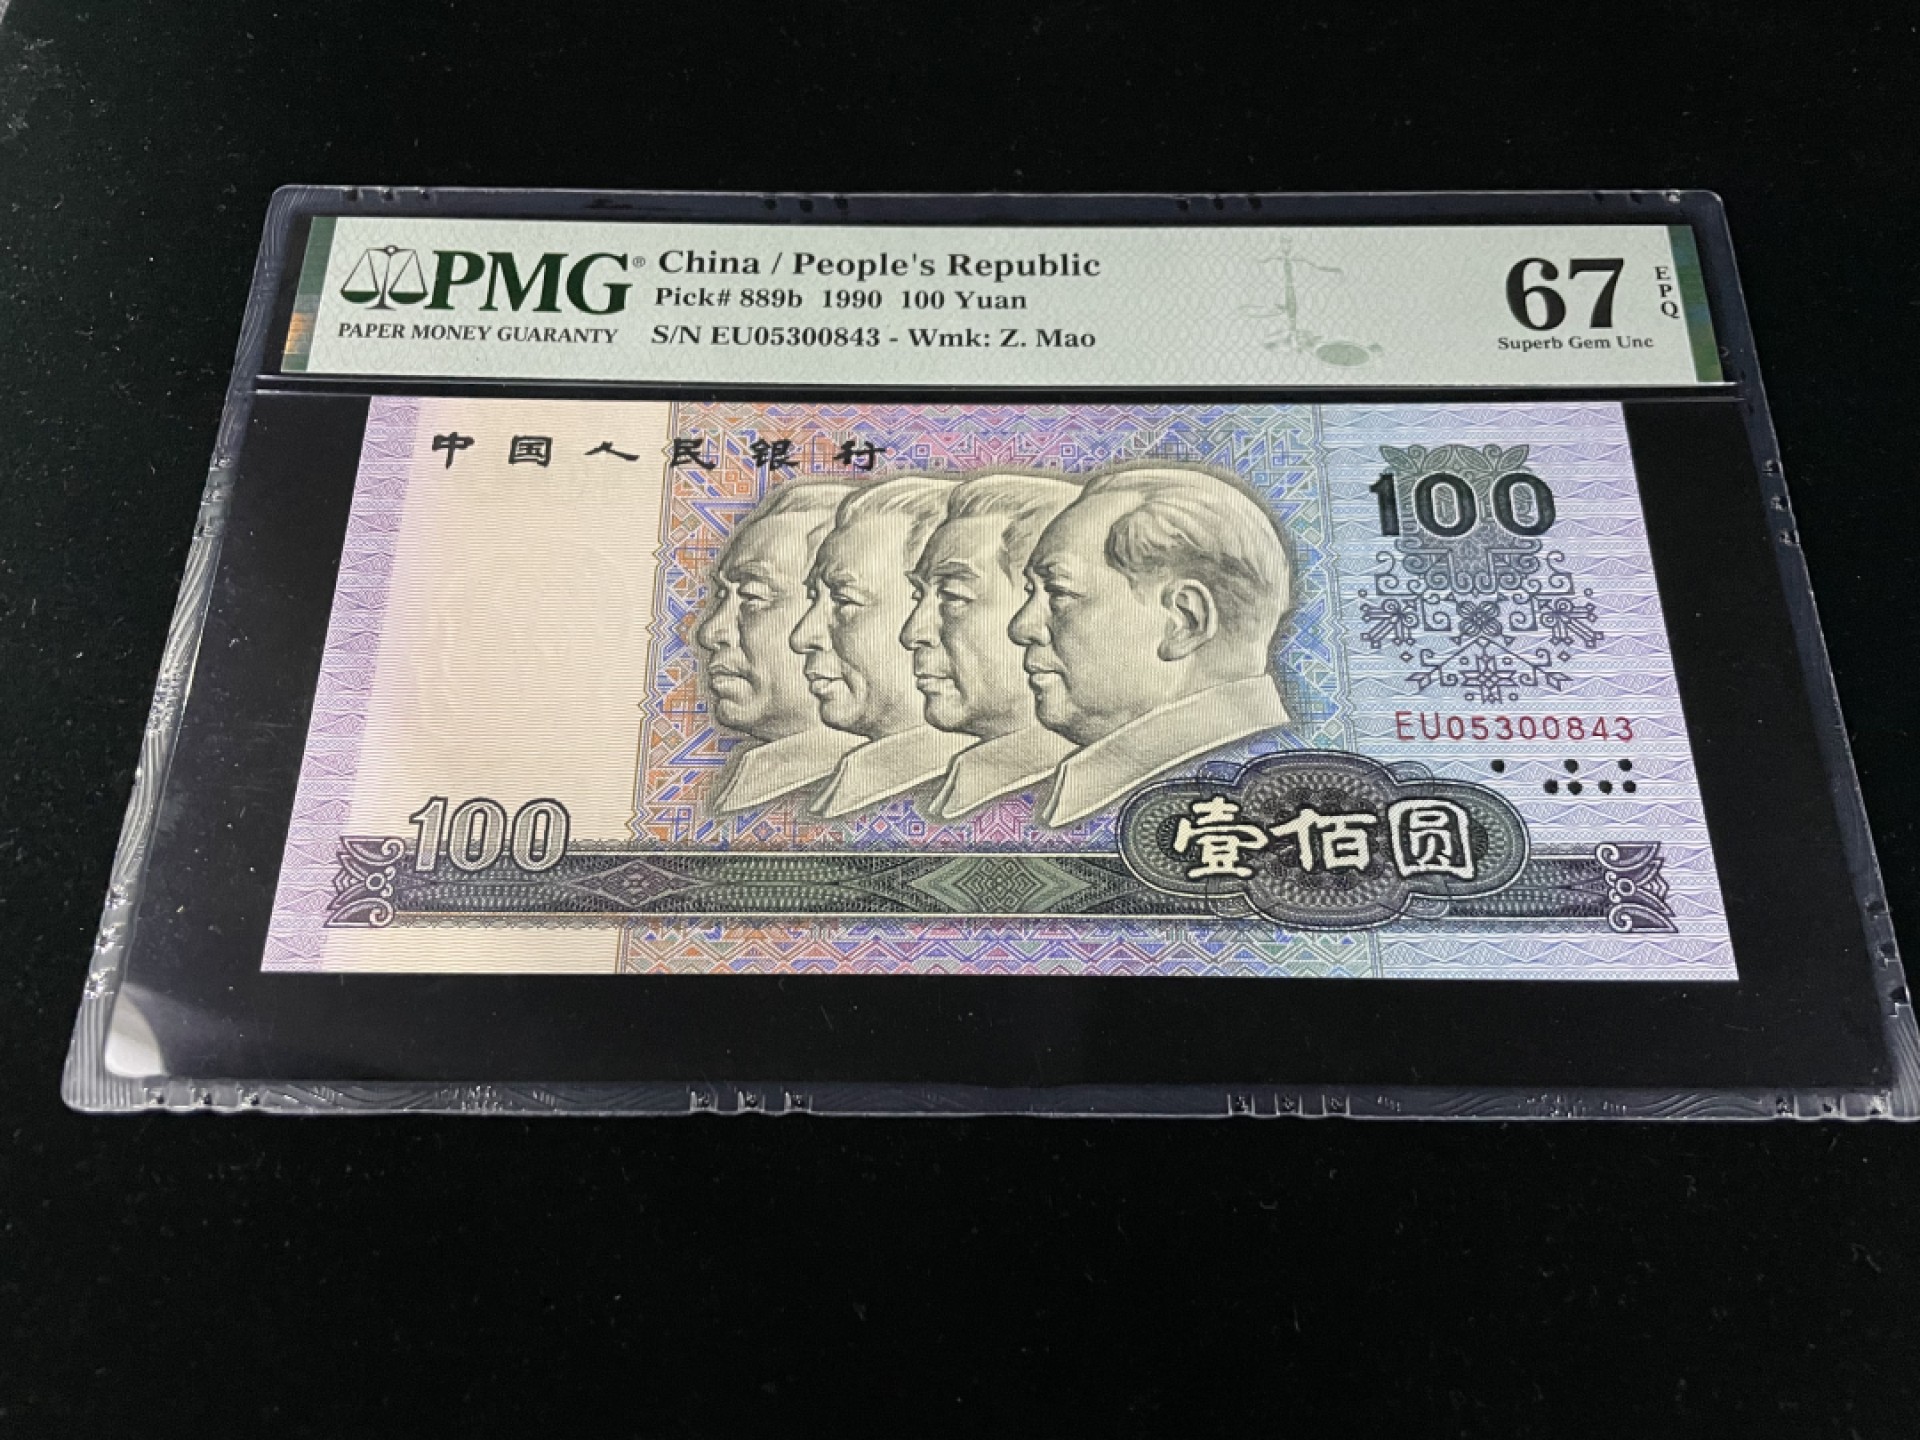 PMG®
PAPER MONEY GUARANTY
China / People's Republic
Pick# 889b 1990 100 Yuan
S/N EU05300843 - Wmk: Z. Mao
67
EPQ
Superb Gem Unc
中国人民银行
100
EU05300843
100
壹佰圆